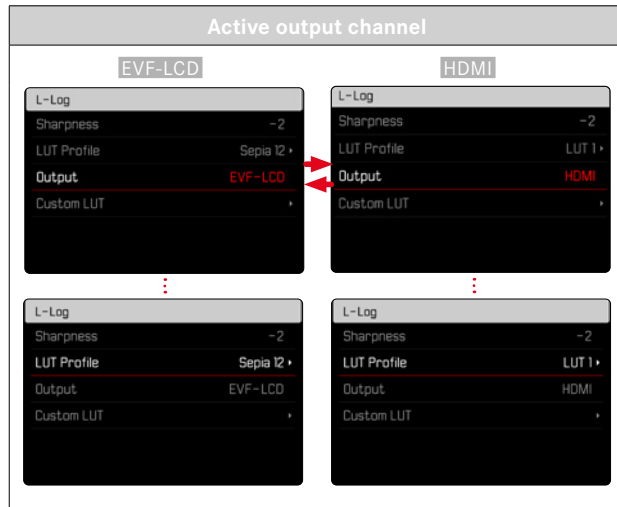 Active output channel
EVF-LCD
HDMI
L-Log
Sharpness -2
LUT Profile Sepia 12
Output EVF-LCD
Custom LUT
L-Log
Sharpness -2
LUT Profile LUT 1
Output HDMI
Custom LUT
L-Log
Sharpness -2
LUT Profile Sepia 12
Output EVF-LCD
Custom LUT
L-Log
Sharpness -2
LUT Profile LUT 1
Output HDMI
Custom LUT